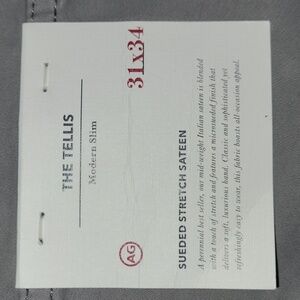 THE TELLIS
Modern Slim
31x34
AG
SUEDED STRETCH SATEEN
A perennial best seller, our mid-weight Italian sateen is blended
with a touch of stretch and features a microsueded finish that
delivers a soft, luxurious hand. Classic and sophisticated yet
refreshingly easy to wear, this fabric boasts all-occasion appeal.